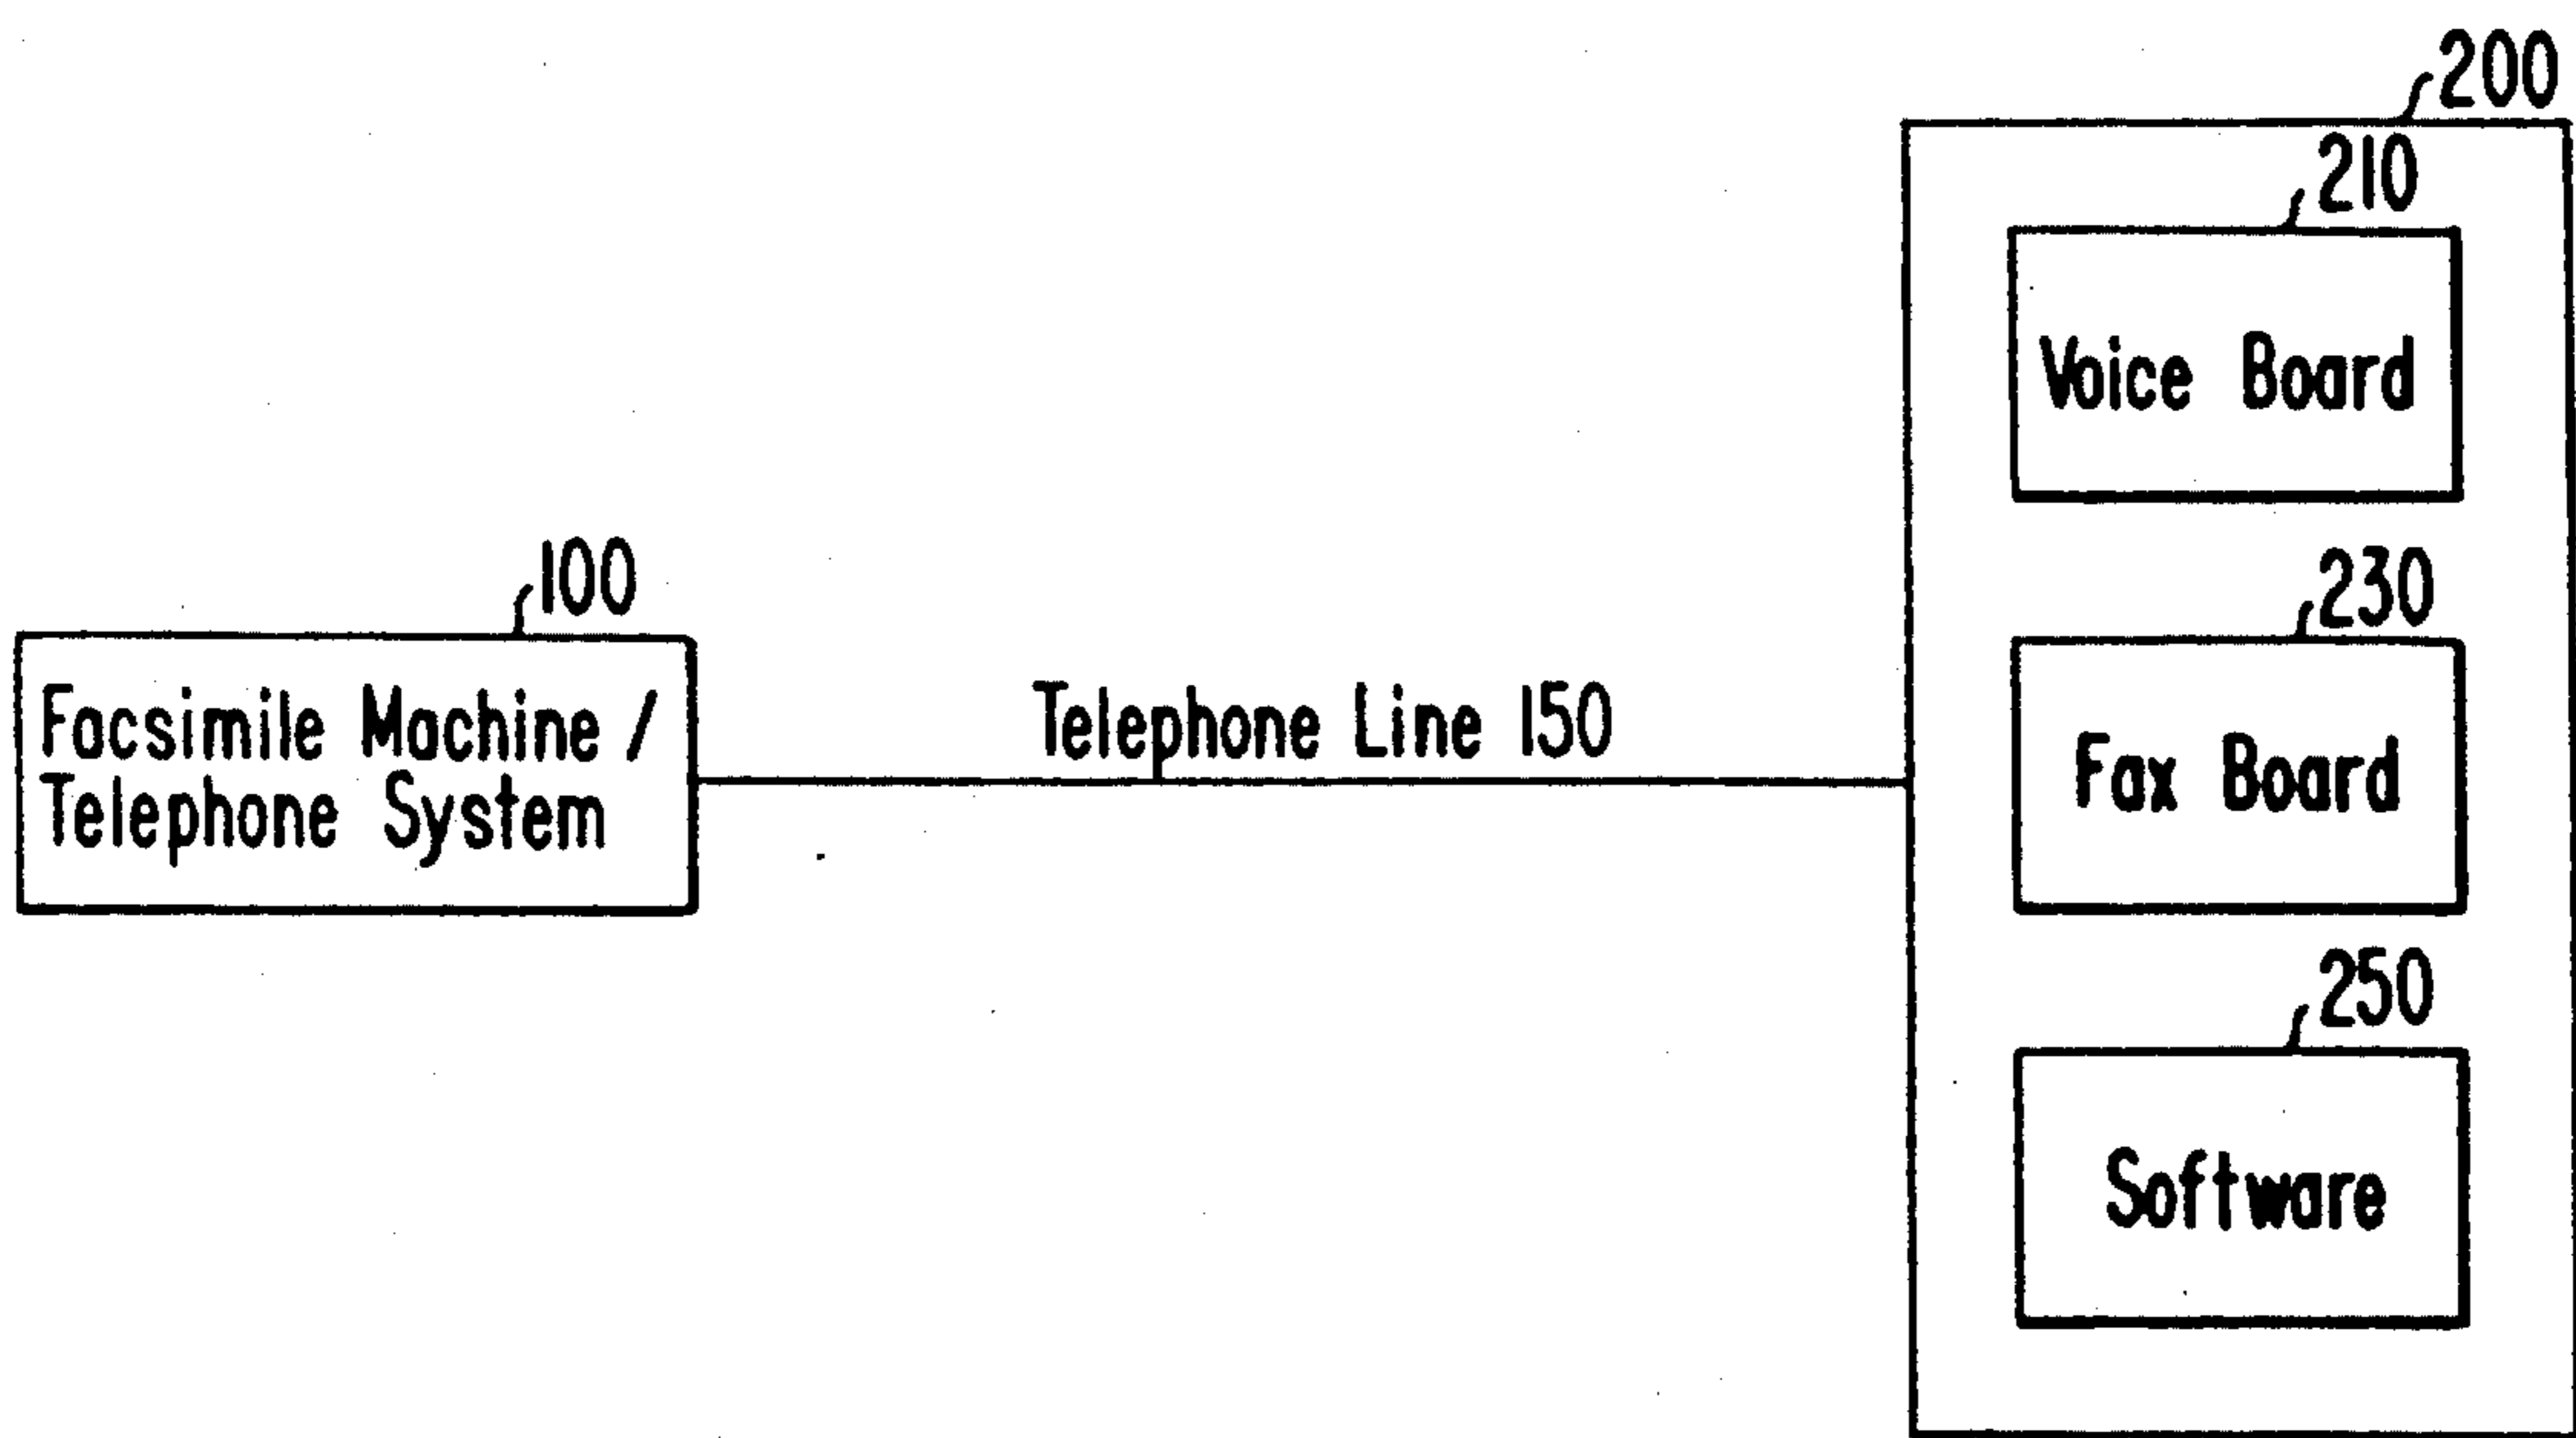 200
210
Voice Board
100
Facsimile Machine /
Telephone System
Telephone Line 150
230
Fax Board
250
Software